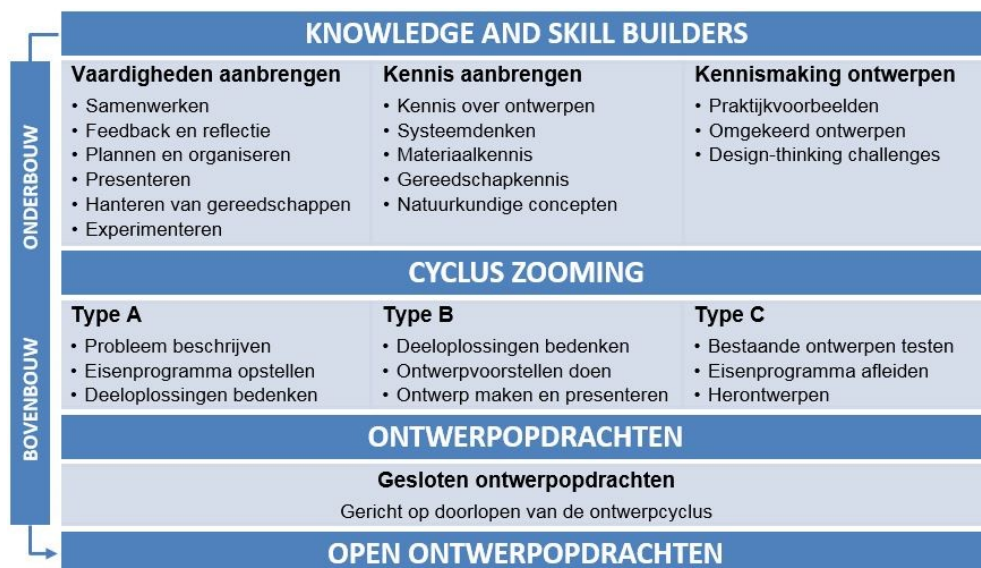 KNOWLEDGE AND SKILL BUILDERS
ONDERBOUW
Vaardigheden aanbrengen
• Samenwerken
• Feedback en reflectie
• Plannen en organiseren
• Presenteren
• Hanteren van gereedschappen
• Experimenteren
Kennis aanbrengen
• Kennis over ontwerpen
• Systeemdenken
• Materiaalkennis
• Gereedschapkennis
• Natuurkundige concepten
Kennismaking ontwerpen
• Praktijkvoorbeelden
• Omgekeerd ontwerpen
• Design-thinking challenges
CYCLUS ZOOMING
BOVENBOUW
Type A
• Probleem beschrijven
• Eisenprogramma opstellen
• Deeloplossingen bedenken
Type B
• Deeloplossingen bedenken
• Ontwerpvoorstellen doen
• Ontwerp maken en presenteren
Type C
• Bestaande ontwerpen testen
• Eisenprogramma afleiden
• Herontwerpen
ONTWERPOPDRACHTEN
Gesloten ontwerpopdrachten
Gericht op doorlopen van de ontwerpcyclus
OPEN ONTWERPOPDRACHTEN